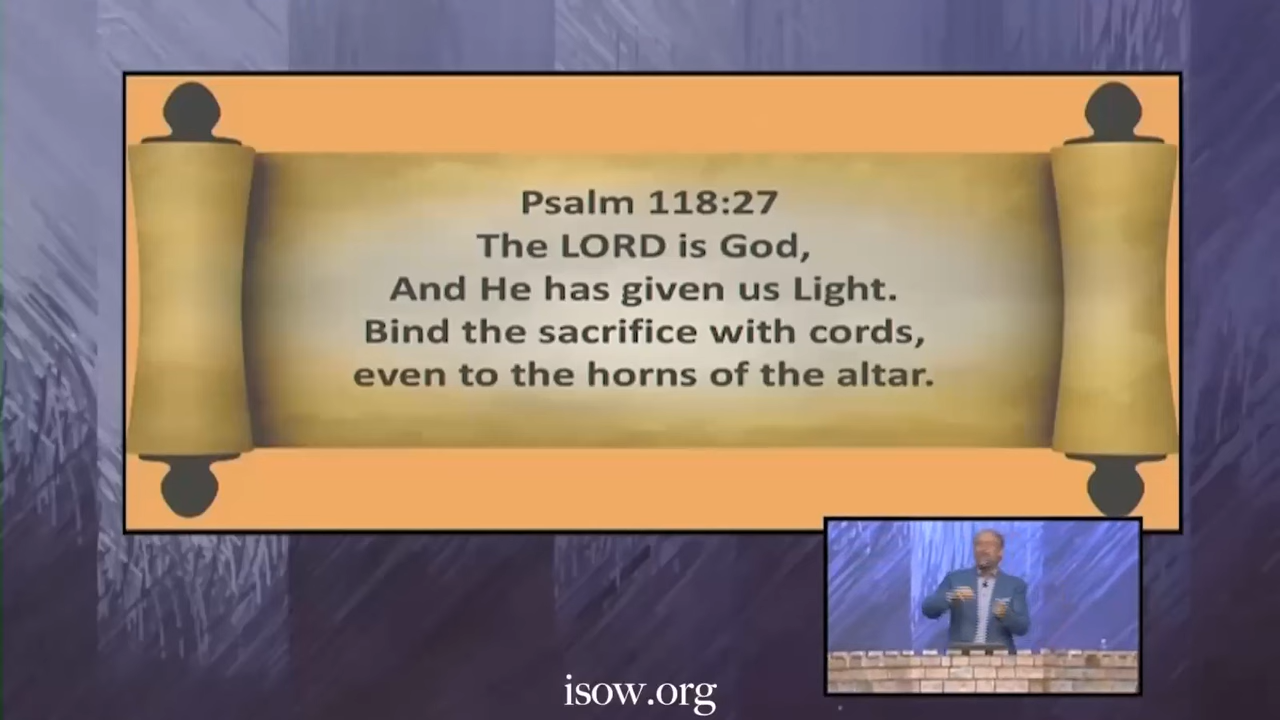 Psalm 118:27
The LORD is God,
And He has given us Light.
Bind the sacrifice with cords,
even to the horns of the altar.
isow.org